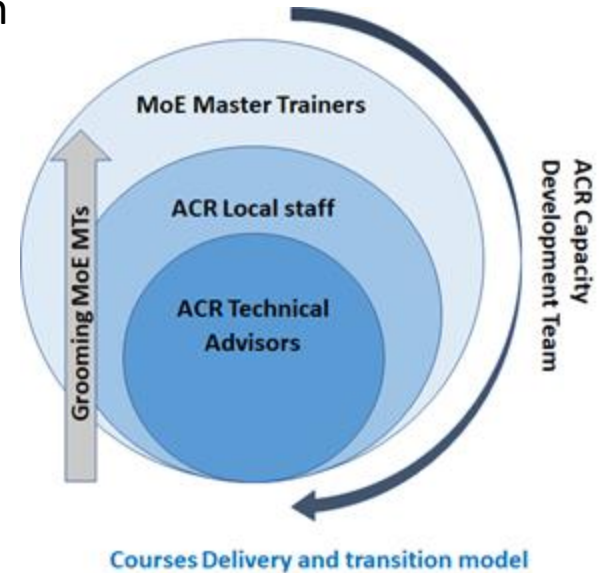 n
MoE Master Trainers
ACR Local staff
ACR Technical
Advisors
Grooming MoE MTs
ACR Capacity
Development Team
Courses Delivery and transition model